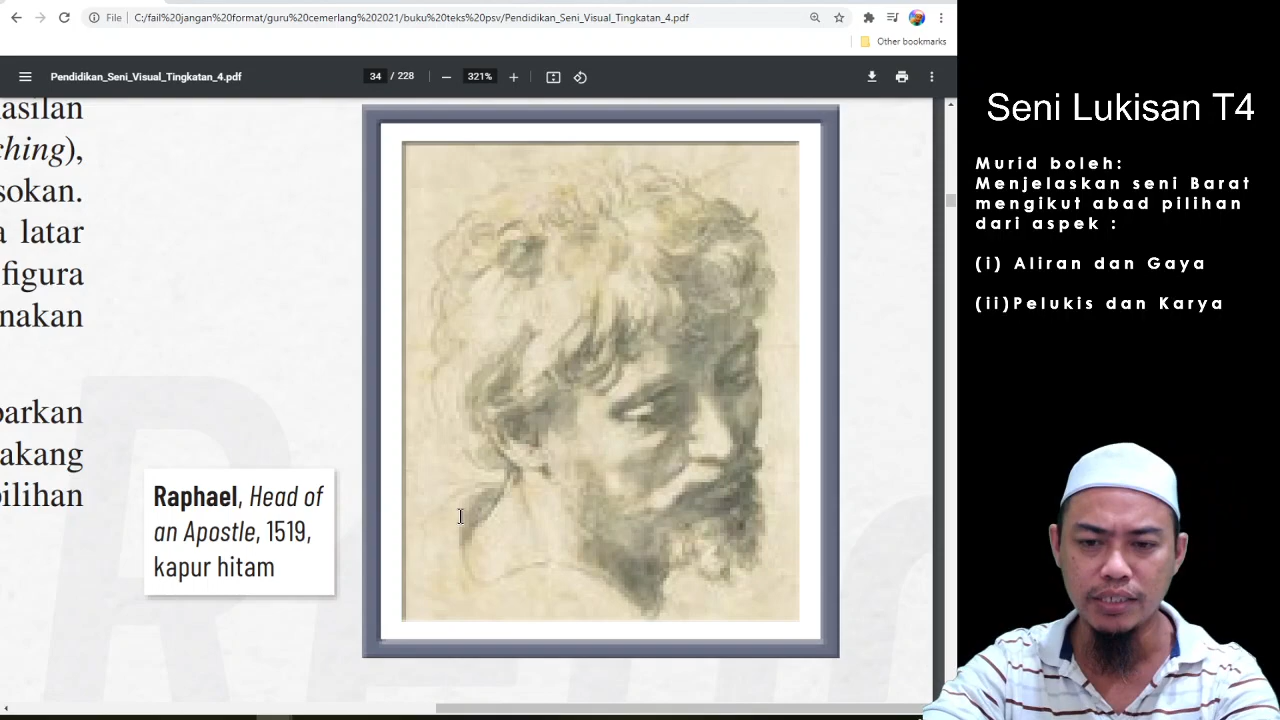 File
C:/fail%20jangan%20format/guru%20cemerlang%202021/buku%20teks%20psv/Pendidikan_Seni_Visual_Tingkatan_4.pdf
Other bookmarks
Pendidikan_Seni_Visual_Tingkatan_4.pdf
34 / 228
321%
asilan
ching),
sokan.
a latar
figura
nakan
parkan
akang
pilihan
Raphael, Head of
an Apostle, 1519,
kapur hitam
Seni Lukisan T4
Murid boleh:
Menjelaskan seni Barat
mengikut abad pilihan
dari aspek :
(i) Aliran dan Gaya
(ii)Pelukis dan Karya